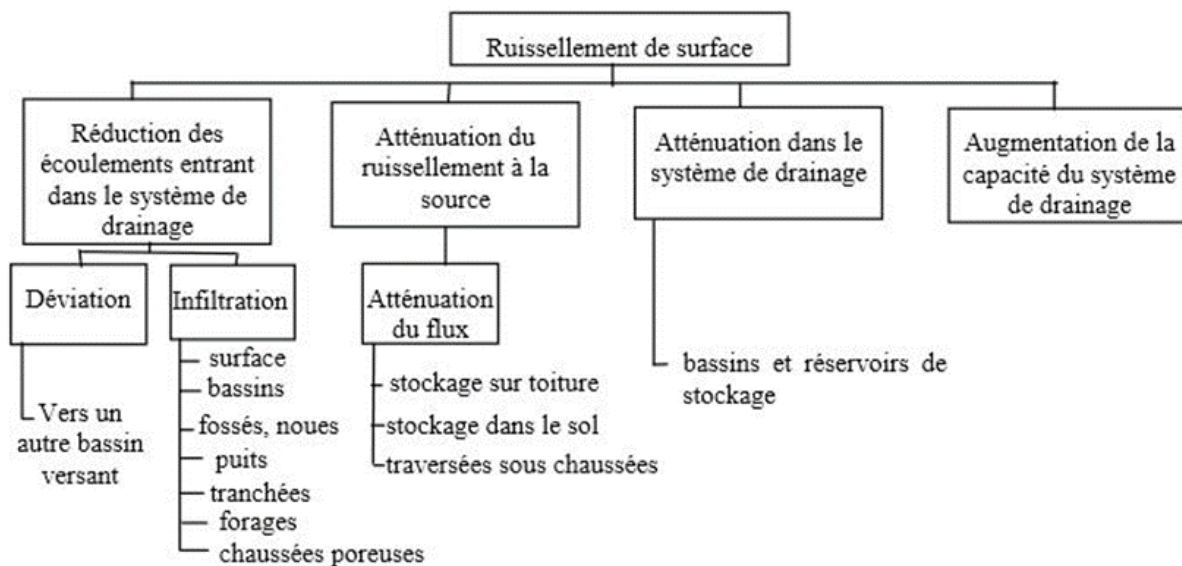 Ruissellement de surface
Réduction des
écoulements entrant
dans le système de
drainage
Atténuation du
ruissellement à la
source
Atténuation dans le
système de drainage
Augmentation de la
capacité du système
de drainage
Déviation
Infiltration
Atténuation
du flux
Vers un
autre bassin
versant
surface
bassins
fossés, noues
puits
tranchées
forages
chaussées poreuses
stockage sur toiture
stockage dans le sol
traversées sous chaussées
bassins et réservoirs de
stockage